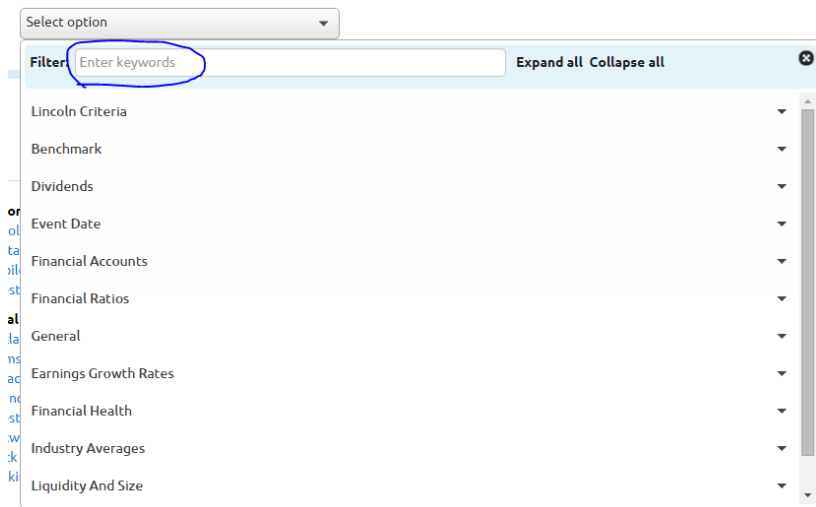 Select option
Filter: Enter keywords Expand all Collapse all
Lincoln Criteria
Benchmark
Dividends
Event Date
Financial Accounts
Financial Ratios
General
Earnings Growth Rates
Financial Health
Industry Averages
Liquidity And Size